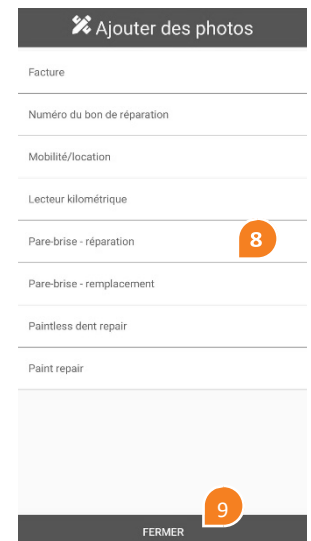 Ajouter des photos
Facture
Numéro du bon de réparation
Mobilité/location
Lecteur kilométrique
Pare-brise - réparation
8
Pare-brise - remplacement
Paintless dent repair
Paint repair
9
FERMER